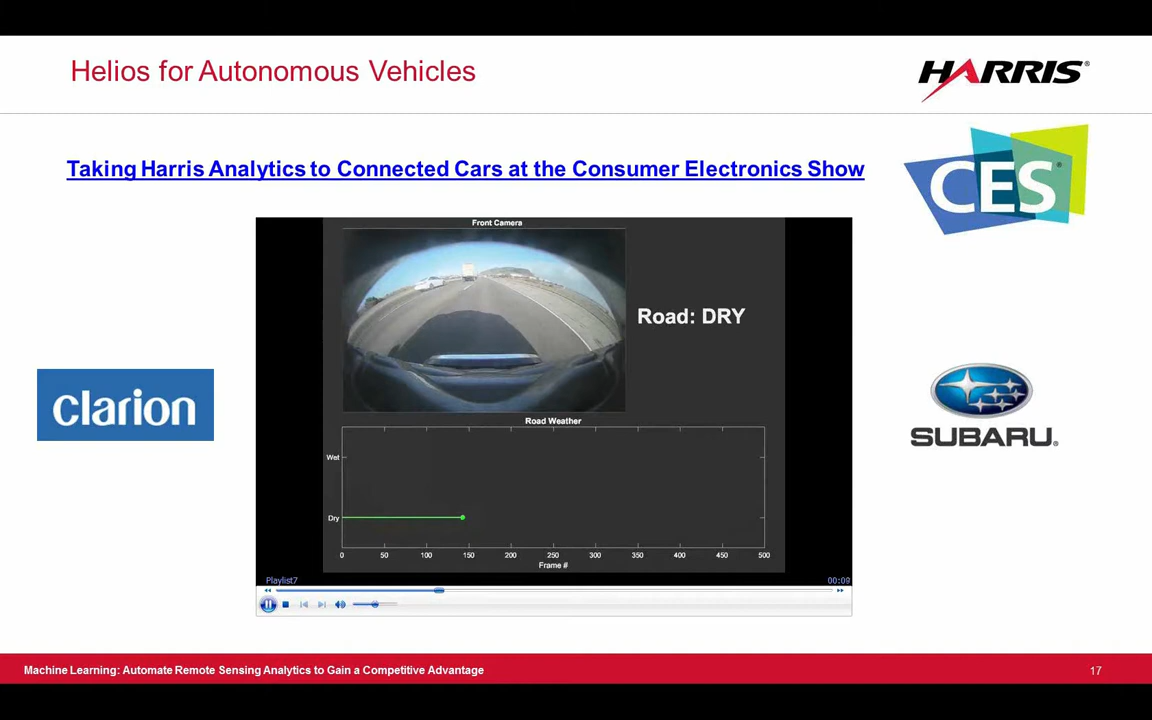 Helios for Autonomous Vehicles
HARRIS®
Taking Harris Analytics to Connected Cars at the Consumer Electronics Show
CES®
Front Camera
Road: DRY
clarion
SUBARU®
Road Weather
Wet
Dry
0 50 100 150 200 250 300 350 400 450 500
Frame #
Playlist7 00:09
Machine Learning: Automate Remote Sensing Analytics to Gain a Competitive Advantage 17